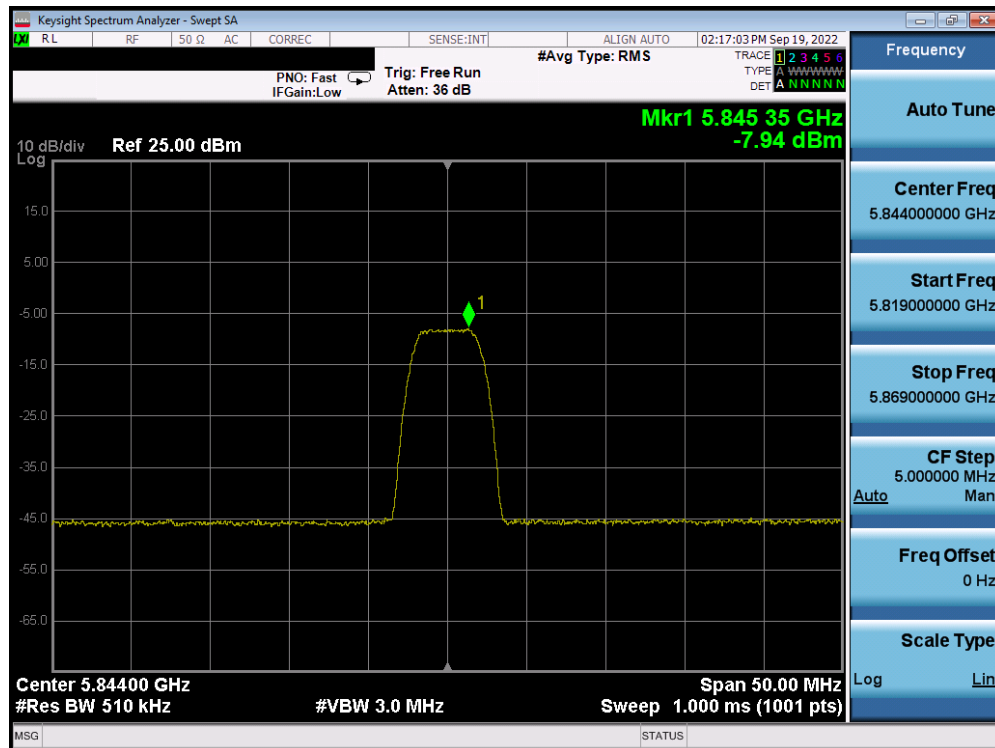 Keysight Spectrum Analyzer - Swept SA
LXI RL RF 50 Ω AC CORREC SENSE:INT ALIGN AUTO 02:17:03 PM Sep 19, 2022
#Avg Type: RMS TRACE 1 2 3 4 5 6
PNO: Fast Trig: Free Run TYPE A WWWWW
IFGain:Low Atten: 36 dB DET A N N N N N
Mkr1 5.845 35 GHz
10 dB/div Ref 25.00 dBm -7.94 dBm
Log
15.0
5.00
1
-5.00
-15.0
-25.0
-35.0
-45.0
-55.0
-65.0
Center 5.84400 GHz Span 50.00 MHz
#Res BW 510 kHz #VBW 3.0 MHz Sweep 1.000 ms (1001 pts)
MSG STATUS
Frequency
Auto Tune
Center Freq
5.844000000 GHz
Start Freq
5.819000000 GHz
Stop Freq
5.869000000 GHz
CF Step
5.000000 MHz
Auto Man
Freq Offset
0 Hz
Scale Type
Log Lin